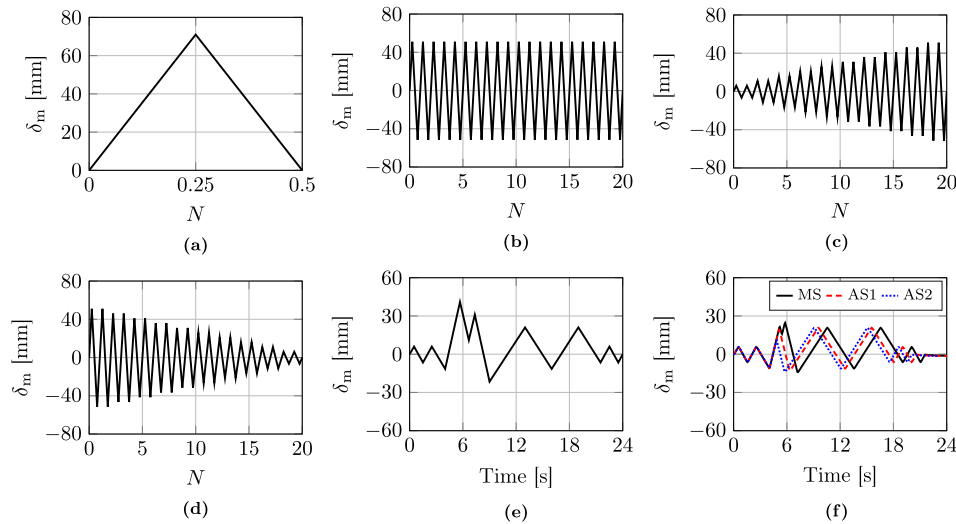 80
60
40
20
0
δm [mm]
0 0.25 0.5
N
(a)
80
40
0
−40
−80
δm [mm]
0 5 10 15 20
N
(b)
80
40
0
−40
−80
δm [mm]
0 5 10 15 20
N
(c)
80
40
0
−40
−80
δm [mm]
0 5 10 15 20
N
(d)
60
30
0
−30
−60
δm [mm]
0 6 12 18 24
Time [s]
(e)
60
30
0
−30
−60
δm [mm]
MS AS1 AS2
0 6 12 18 24
Time [s]
(f)